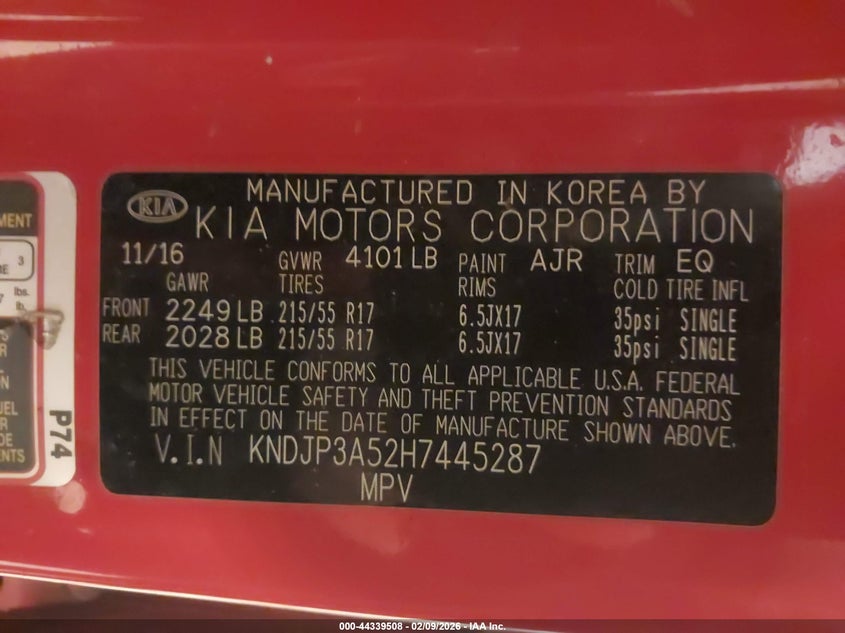 KIA
MANUFACTURED IN KOREA BY
KIA MOTORS CORPORATION
11/16 GVWR 4101 LB PAINT AJR TRIM EQ
GAWR TIRES RIMS COLD TIRE INFL
FRONT 2249 LB 215/55 R17 6.5JX17 35psi SINGLE
REAR 2028 LB 215/55 R17 6.5JX17 35psi SINGLE
THIS VEHICLE CONFORMS TO ALL APPLICABLE U.S.A. FEDERAL
MOTOR VEHICLE SAFETY AND THEFT PREVENTION STANDARDS
IN EFFECT ON THE DATE OF MANUFACTURE SHOWN ABOVE.
V.I.N KNDJP3A52H7445287
MPV
P74
3
lbs.
lb.
000-44339508 - 02/09/2026 - IAA Inc.